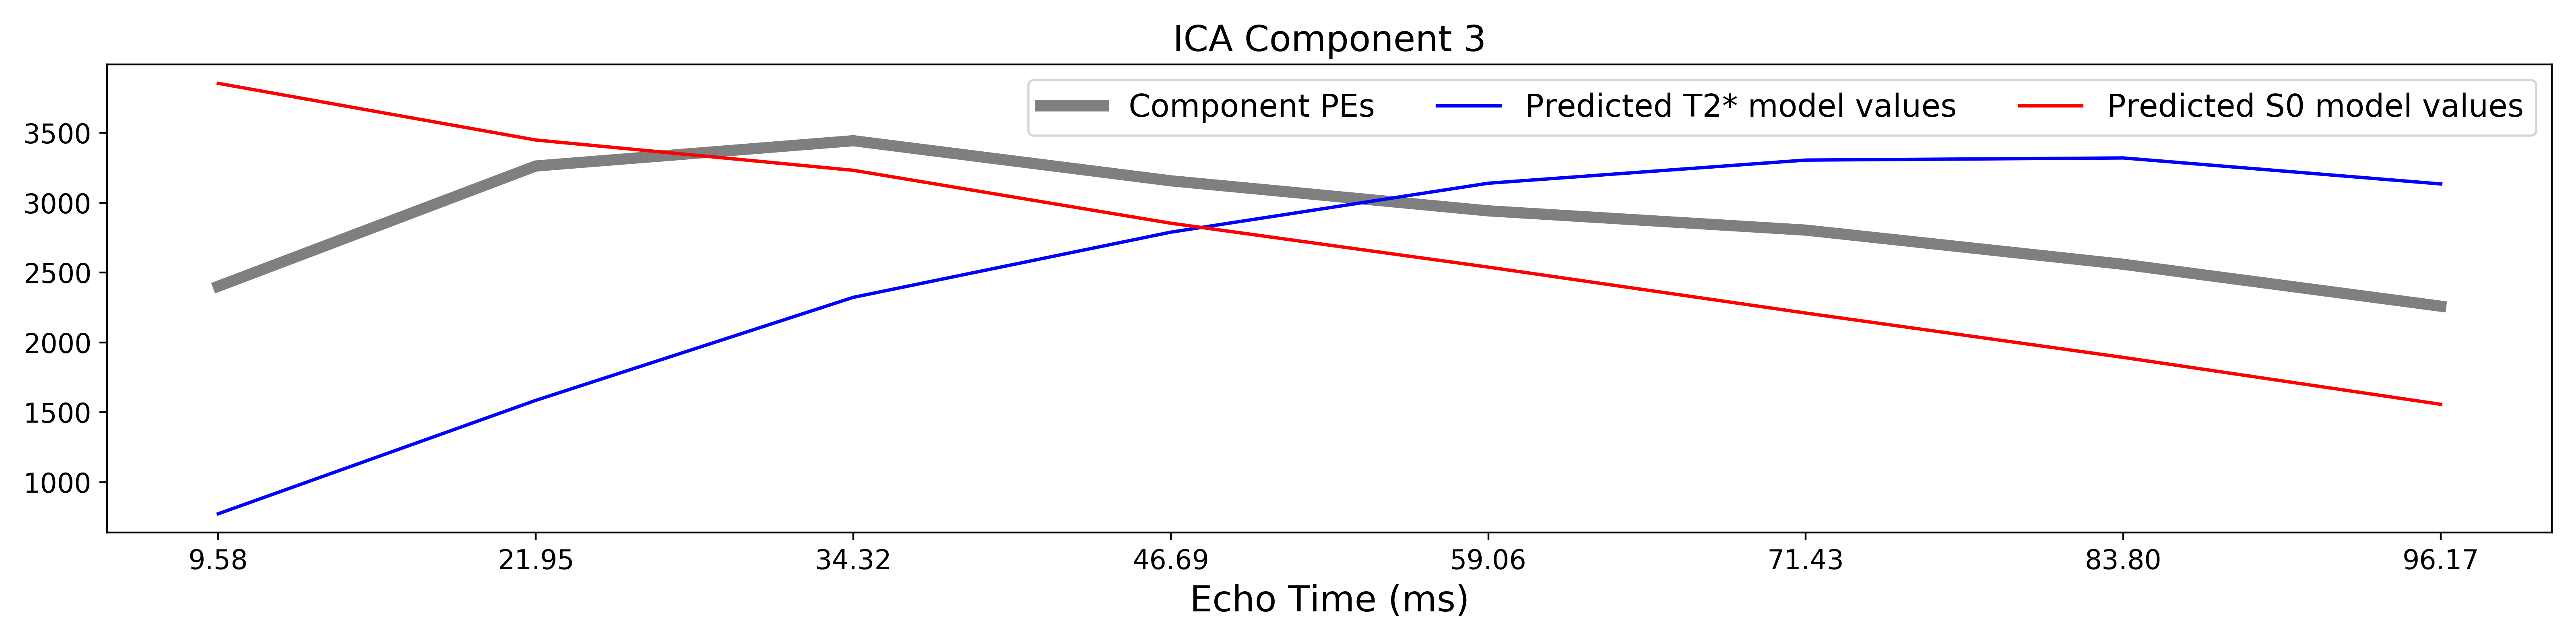 ICA Component 3
Component PEs Predicted T2* model values Predicted S0 model values
3500
3000
2500
2000
1500
1000
9.58 21.95 34.32 46.69 59.06 71.43 83.80 96.17
Echo Time (ms)